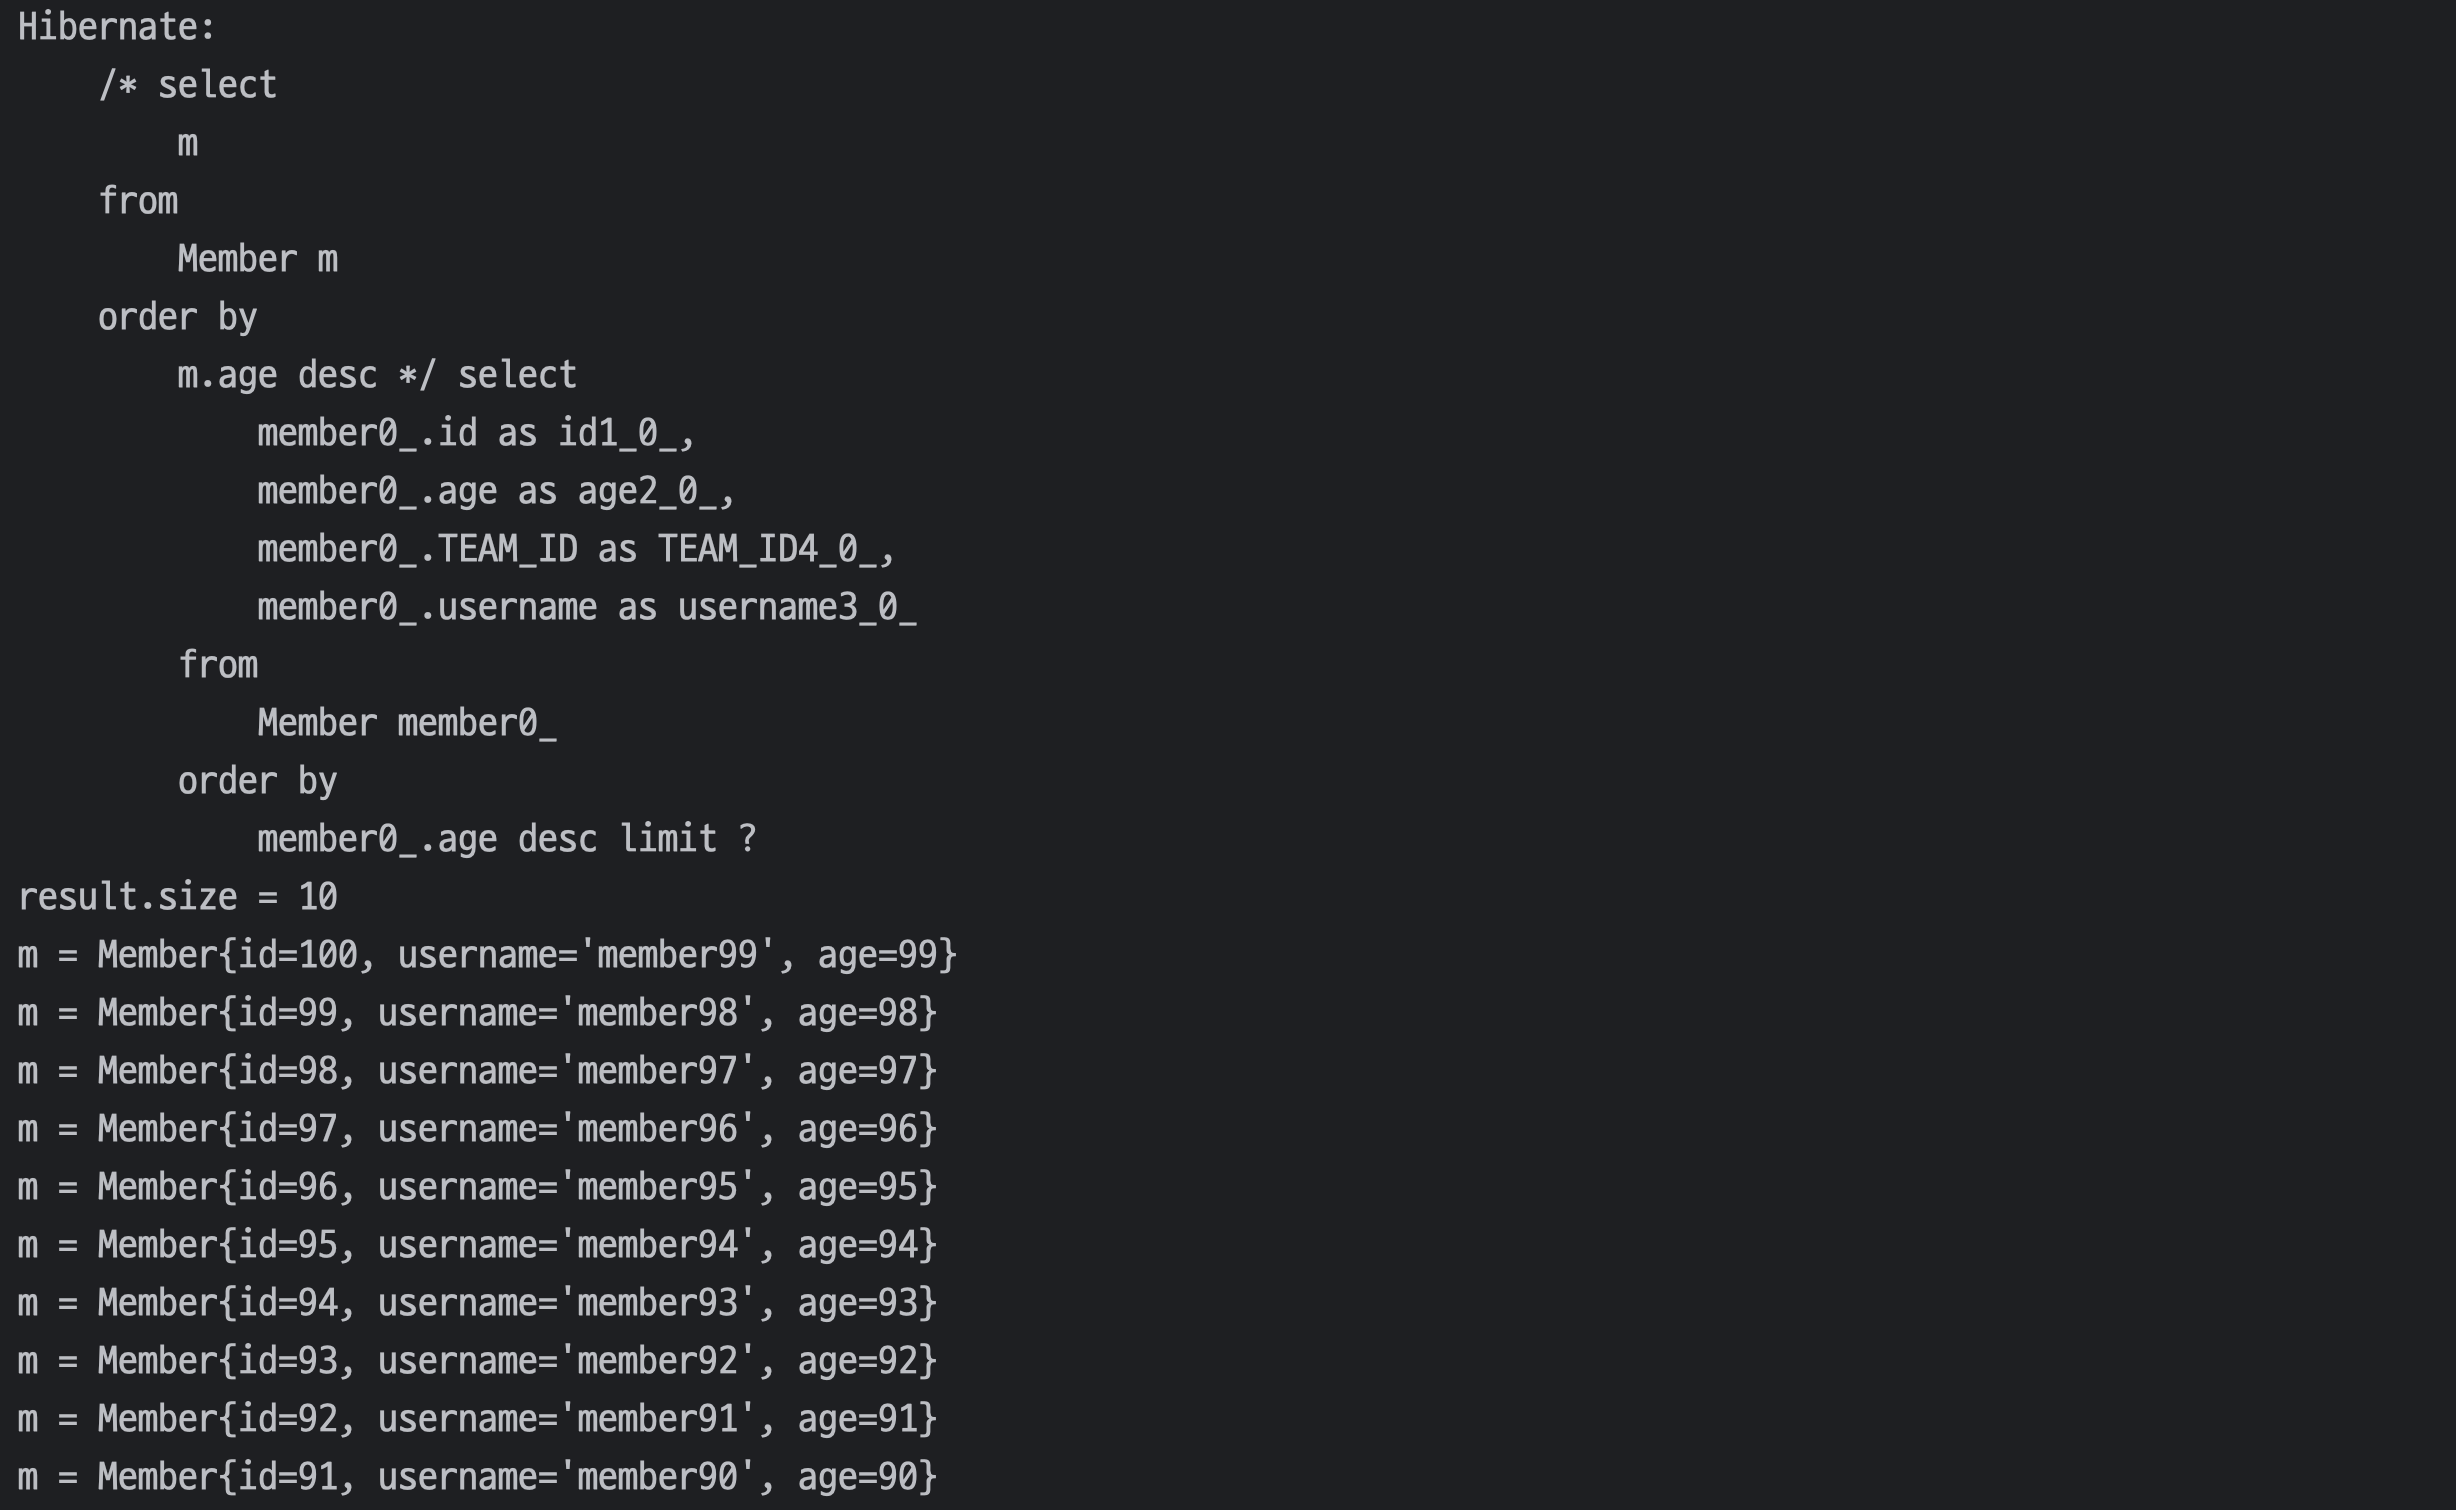 Hibernate:
    /* select
        m
    from
        Member m
    order by
        m.age desc */ select
            member0_.id as id1_0_,
            member0_.age as age2_0_,
            member0_.TEAM_ID as TEAM_ID4_0_,
            member0_.username as username3_0_
        from
            Member member0_
        order by
            member0_.age desc limit ?
result.size = 10
m = Member{id=100, username='member99', age=99}
m = Member{id=99, username='member98', age=98}
m = Member{id=98, username='member97', age=97}
m = Member{id=97, username='member96', age=96}
m = Member{id=96, username='member95', age=95}
m = Member{id=95, username='member94', age=94}
m = Member{id=94, username='member93', age=93}
m = Member{id=93, username='member92', age=92}
m = Member{id=92, username='member91', age=91}
m = Member{id=91, username='member90', age=90}